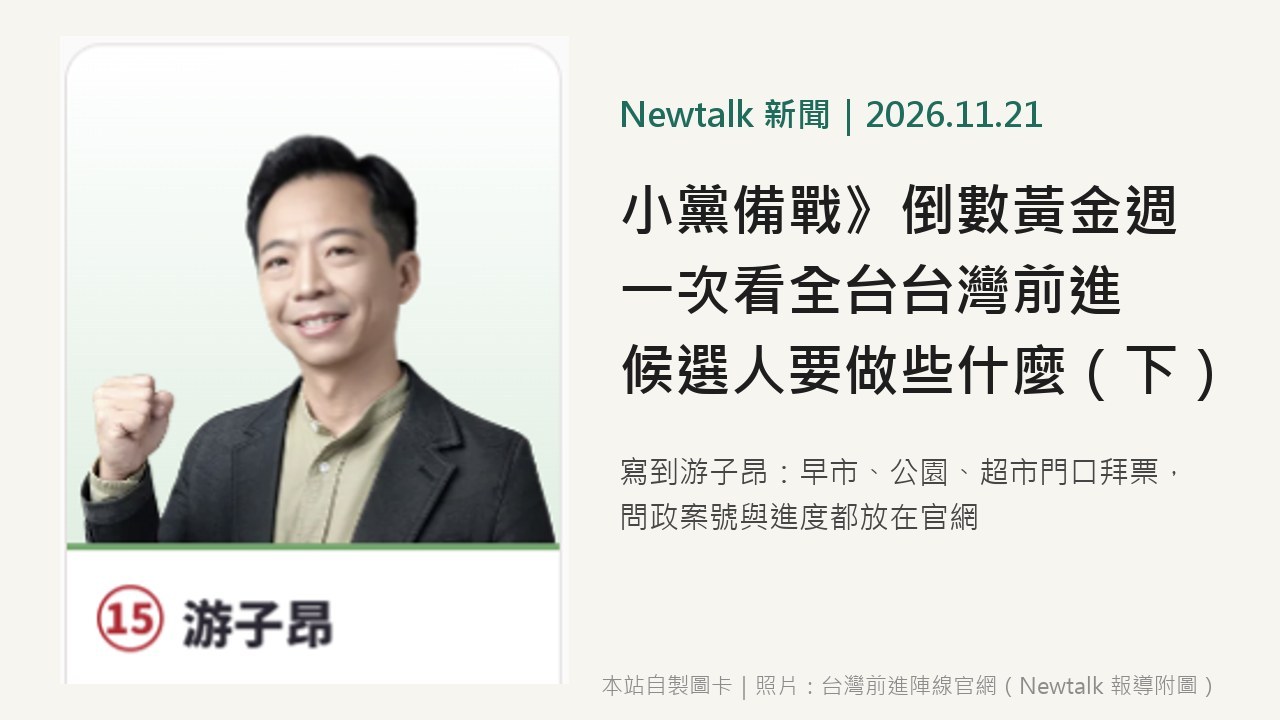 Newtalk 新聞｜2026.11.21
小黨備戰》倒數黃金週
一次看全台台灣前進
候選人要做些什麼（下）
寫到游子昂：早市、公園、超市門口拜票，
問政案號與進度都放在官網
15 游子昂
本站自製圖卡｜照片：台灣前進陣線官網（Newtalk 報導附圖）